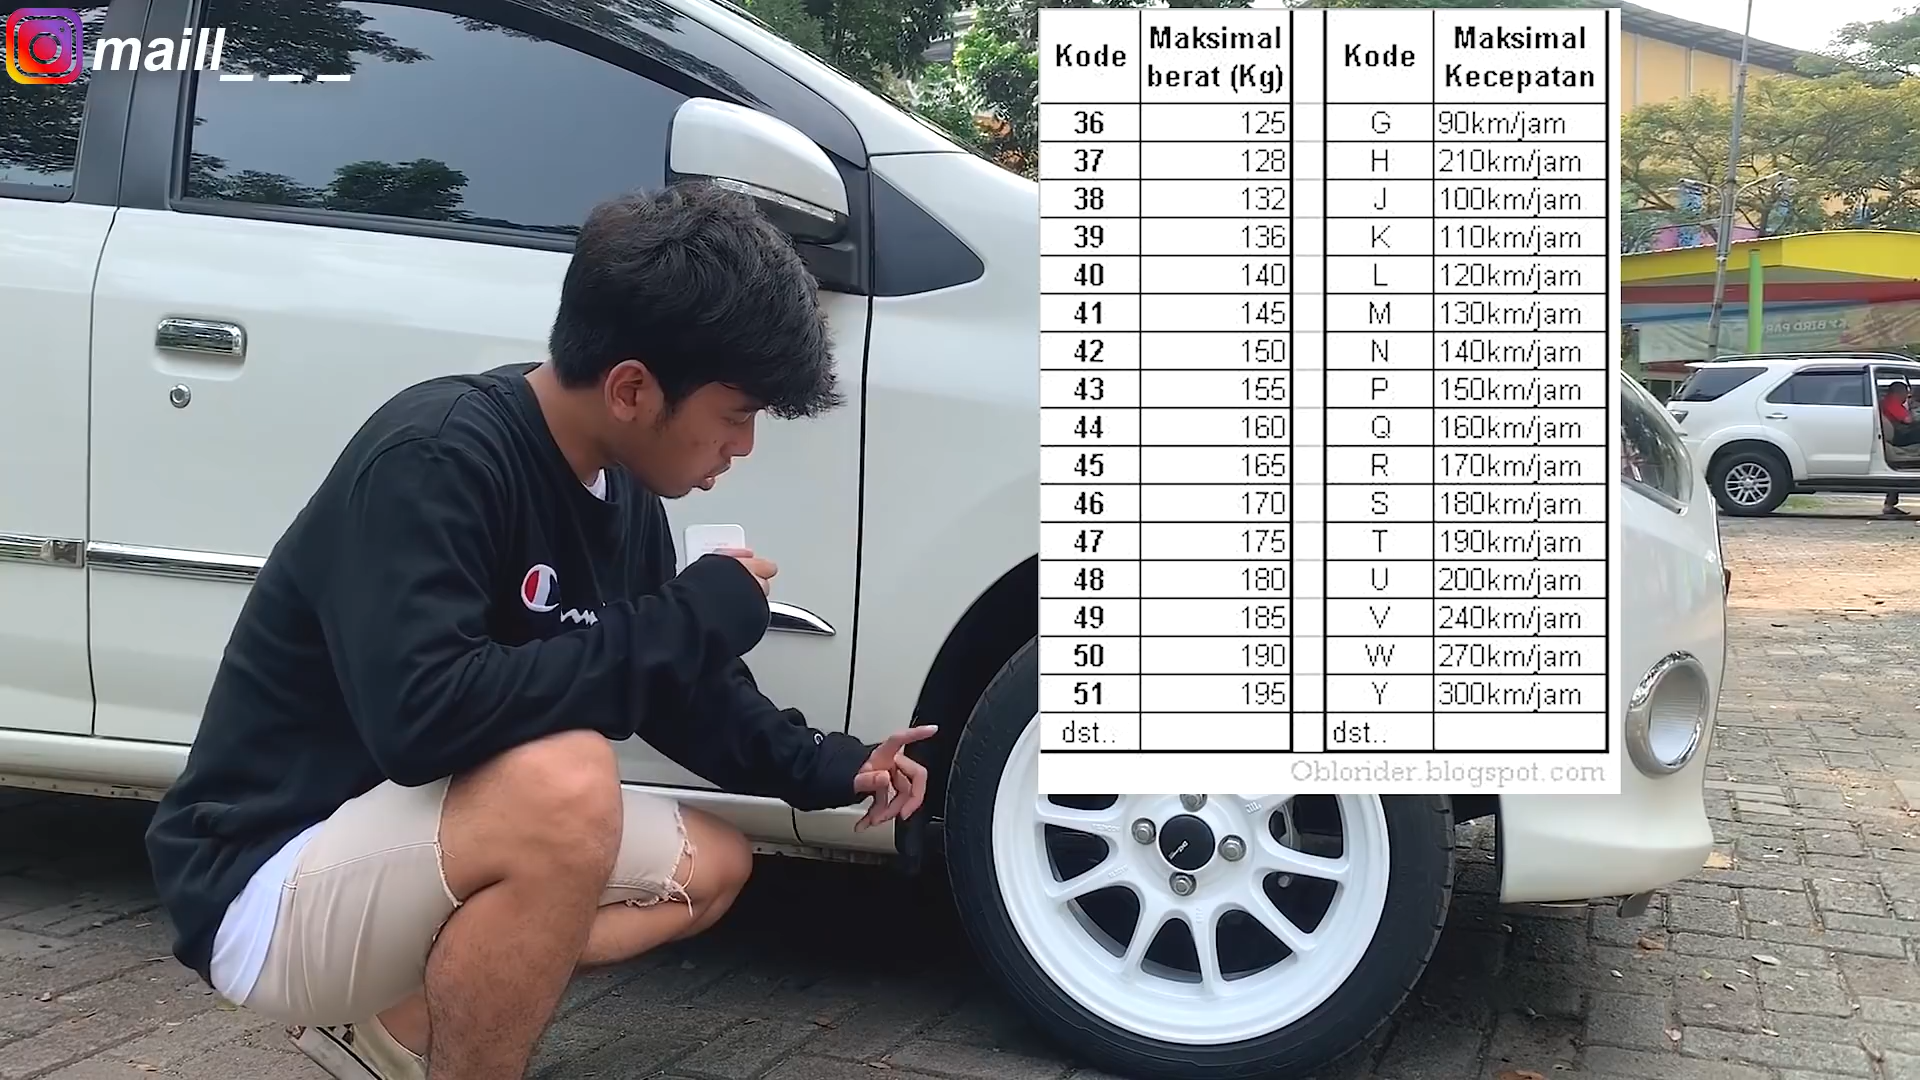 maill_ _ _
Kode Maksimal berat (Kg) Kode Maksimal Kecepatan
36 125 G 90km/jam
37 128 H 210km/jam
38 132 J 100km/jam
39 136 K 110km/jam
40 140 L 120km/jam
41 145 M 130km/jam
42 150 N 140km/jam
43 155 P 150km/jam
44 160 Q 160km/jam
45 165 R 170km/jam
46 170 S 180km/jam
47 175 T 190km/jam
48 180 U 200km/jam
49 185 V 240km/jam
50 190 W 270km/jam
51 195 Y 300km/jam
dst.. dst..
Oblorider.blogspot.com